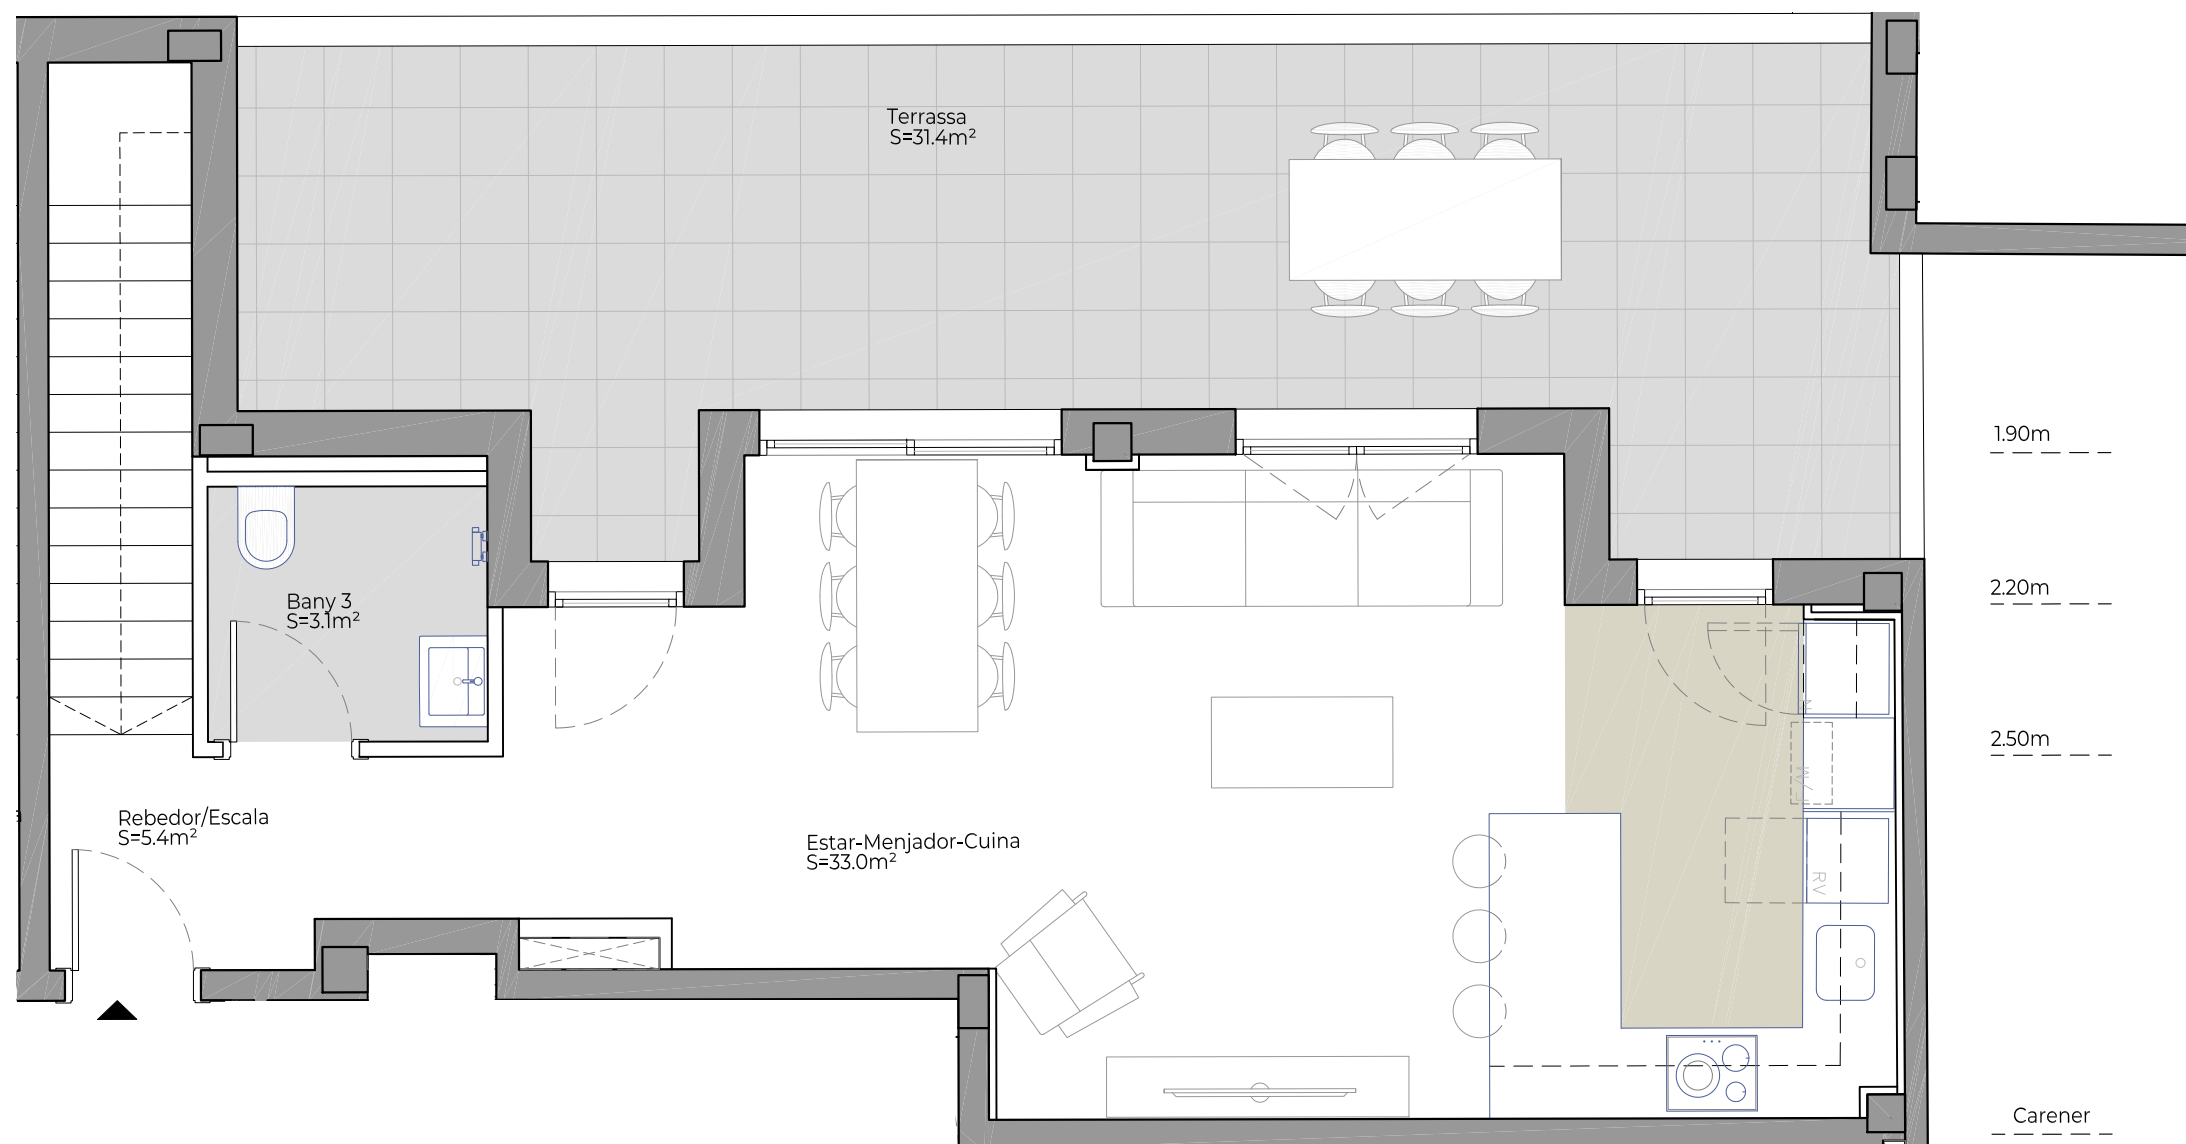 Terrassa
S=31.4m²
1.90m
2.20m
Bany 3
S=3.1m²
2.50m
Rebedor/Escala
S=5.4m²
Estar-Menjador-Cuina
S=33.0m²
RV
Carener